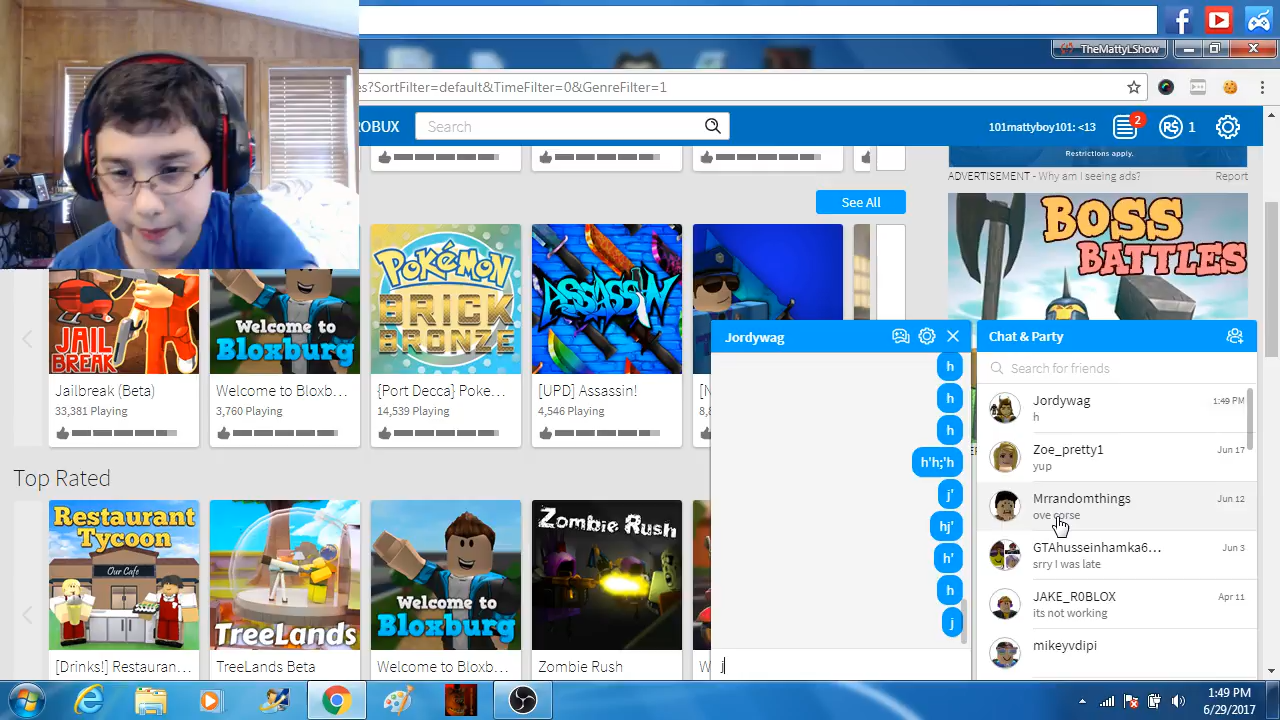 TheMattyLShow
es?SortFilter=default&TimeFilter=0&GenreFilter=1
ROBUX
Search
101mattyboy101: <13
2
R$
1
Restrictions apply.
ADVERTISEMENT - Why am I seeing ads
Report
See All
BOSS
BATTLES
JAIL
BREAK
Welcome to
Bloxburg
POKéMON
BRICK
BRONZE
ASSASSIN
Jailbreak (Beta)
33,381 Playing
Welcome to Bloxb...
3,760 Playing
{Port Decca} Poke...
14,539 Playing
[UPD] Assassin!
4,546 Playing
Top Rated
Restaurant
Tycoon
Our Cafe
TREELANDS
Welcome to
Bloxburg
Zombie Rush
[Drinks!] Restauran...
TreeLands Beta
Welcome to Bloxb...
Zombie Rush
Jordywag
h
h
h
h'h;'h
j'
hj'
h'
h
j
j
Chat & Party
Search for friends
Jordywag
1:49 PM
h
Zoe_pretty1
Jun 17
yup
Mrrandomthings
Jun 12
ove corse
GTAhusseinhamka6...
Jun 3
srry I was late
JAKE_R0BLOX
Apr 11
its not working
mikeyvdipi
1:49 PM
6/29/2017